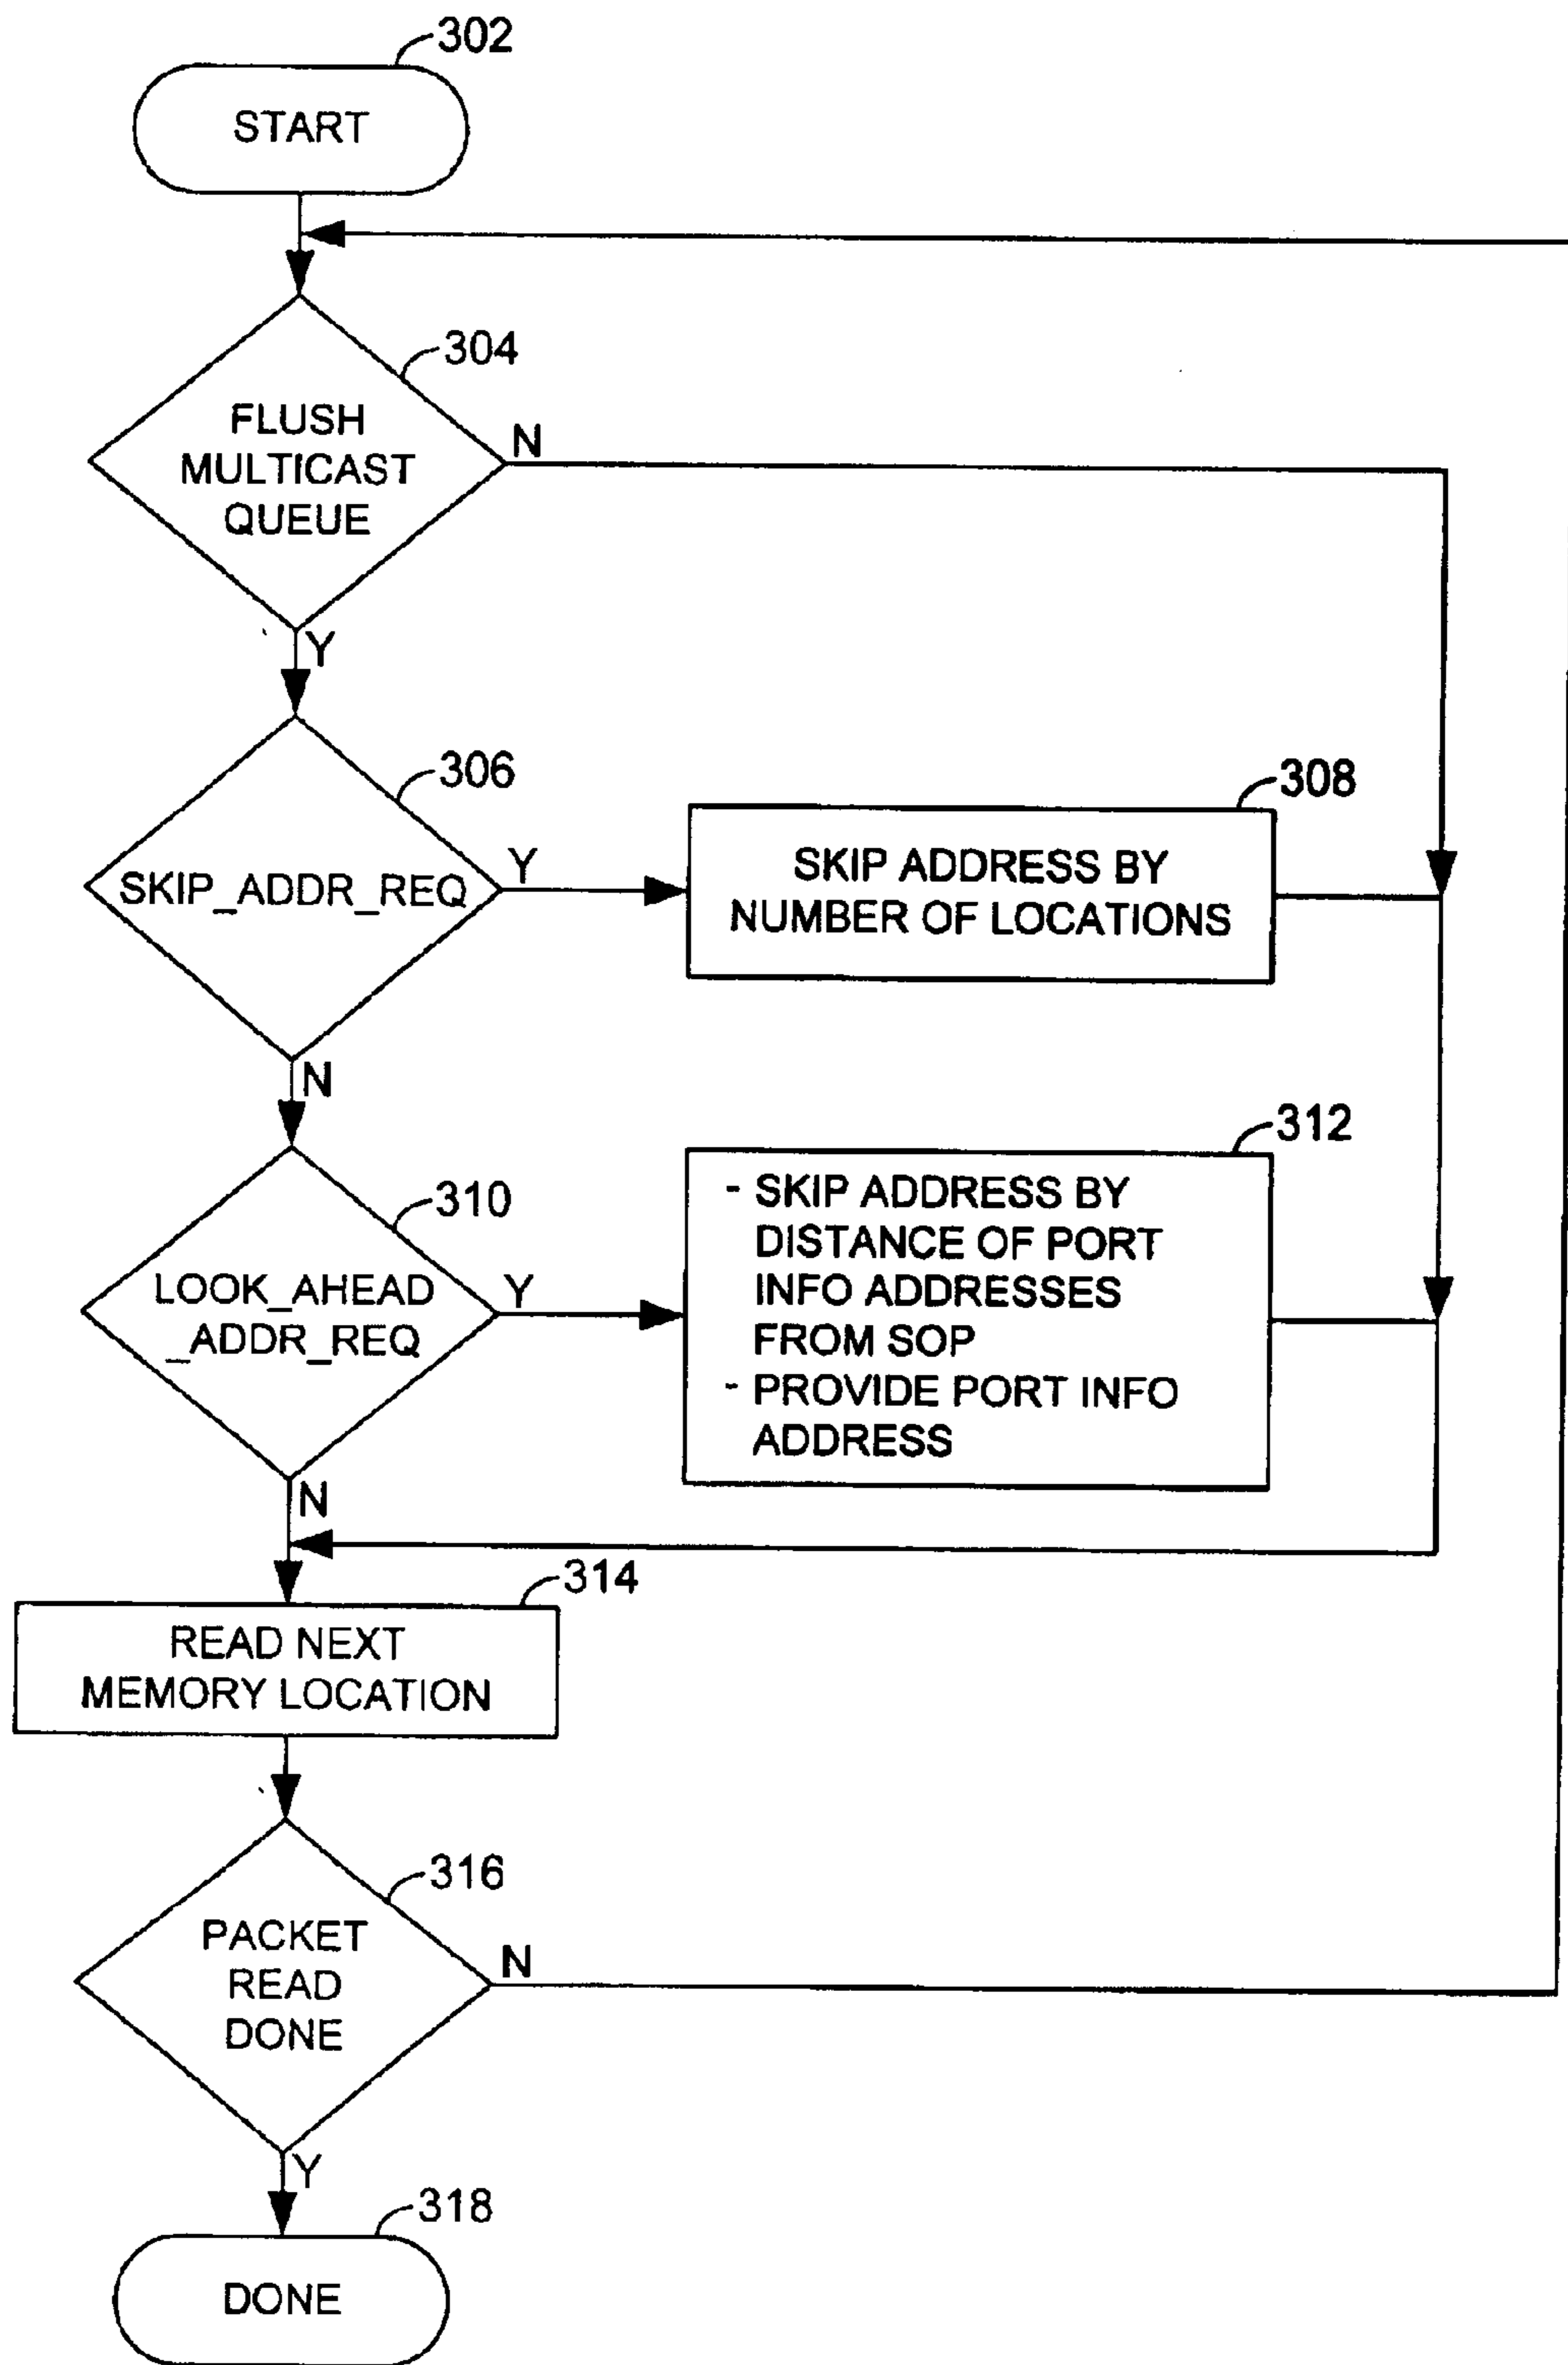 302
START
304
FLUSH
MULTICAST
QUEUE
N
Y
306
SKIP_ADDR_REQ
Y
308
SKIP ADDRESS BY
NUMBER OF LOCATIONS
N
310
LOOK_AHEAD
_ADDR_REQ
Y
312
- SKIP ADDRESS BY
DISTANCE OF PORT
INFO ADDRESSES
FROM SOP
- PROVIDE PORT INFO
ADDRESS
N
314
READ NEXT
MEMORY LOCATION
316
PACKET
READ
DONE
N
Y
318
DONE